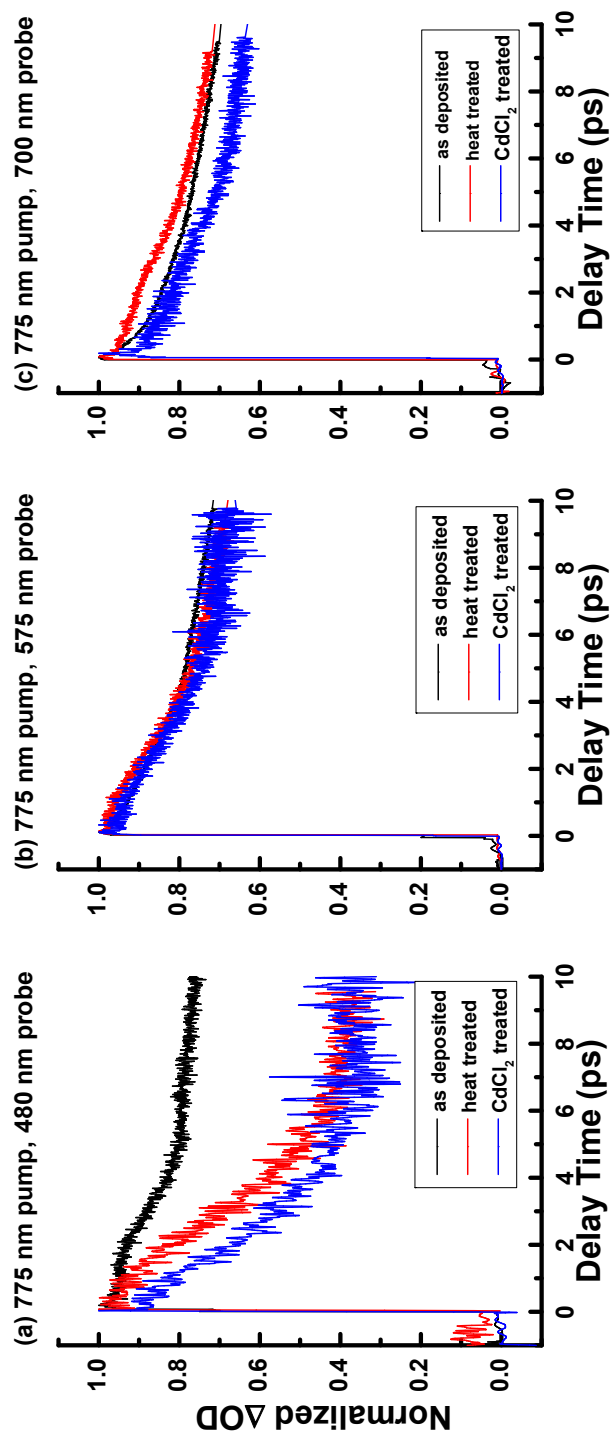 (a) 775 nm pump, 480 nm probe
Normalized ΔOD
1.0
0.8
0.6
0.4
0.2
0.0
as deposited
heat treated
CdCl₂ treated
0 2 4 6 8 10
Delay Time (ps)
(b) 775 nm pump, 575 nm probe
1.0
0.8
0.6
0.4
0.2
0.0
as deposited
heat treated
CdCl₂ treated
0 2 4 6 8 10
Delay Time (ps)
(c) 775 nm pump, 700 nm probe
1.0
0.8
0.6
0.4
0.2
0.0
as deposited
heat treated
CdCl₂ treated
0 2 4 6 8 10
Delay Time (ps)